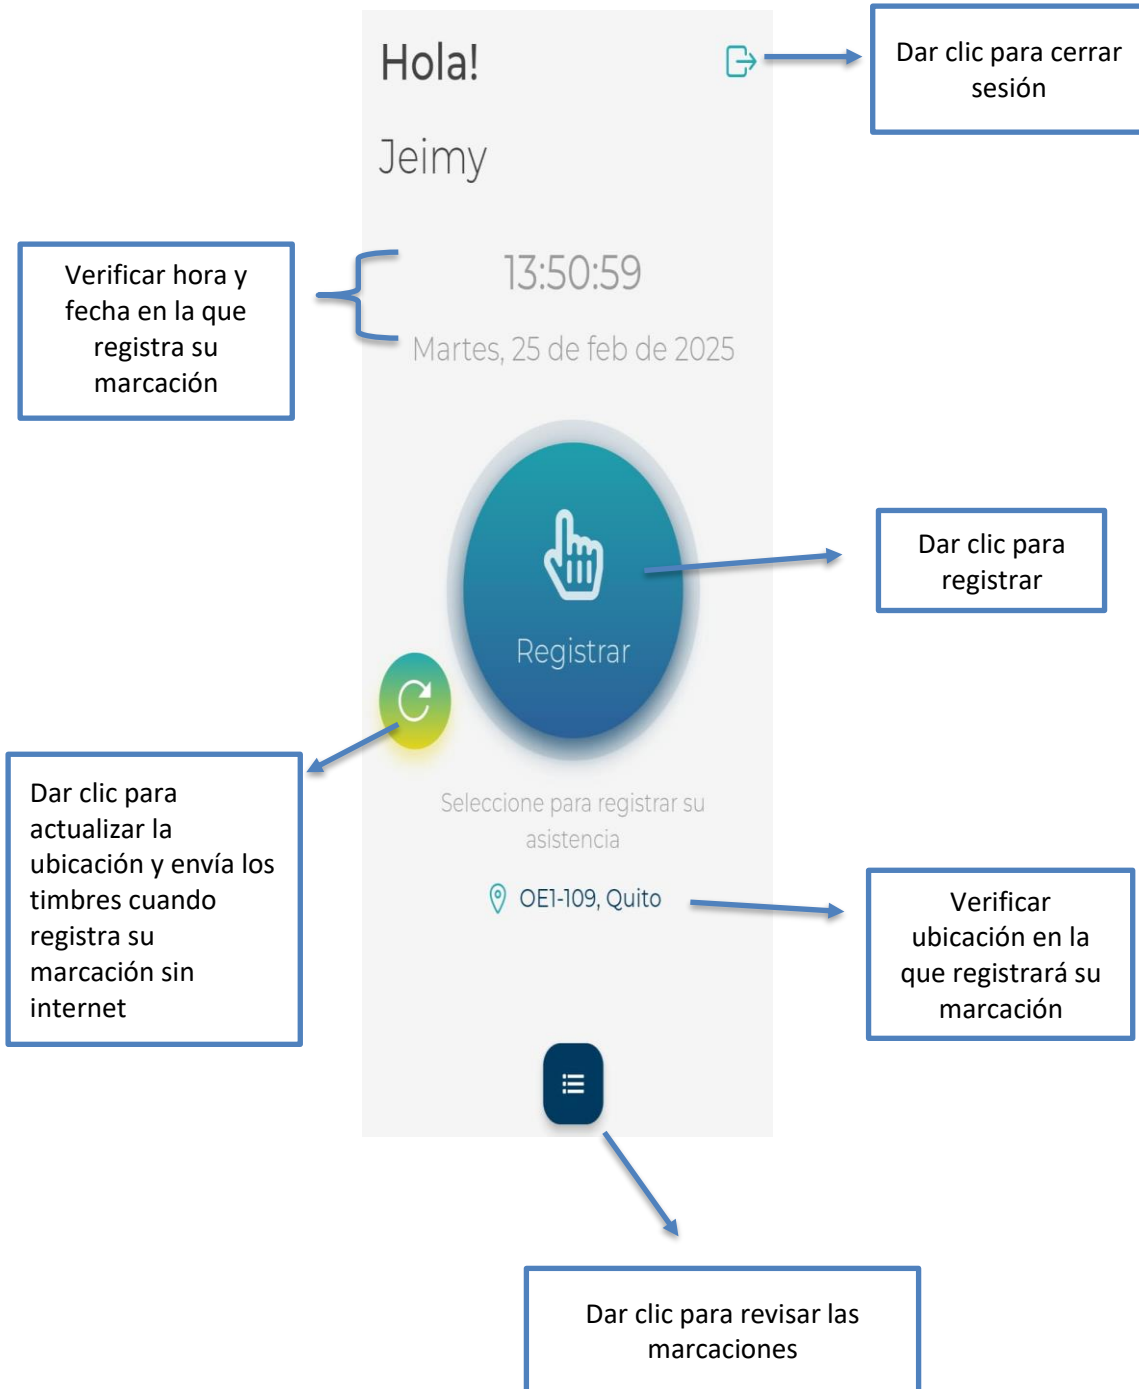 Hola!
Dar clic para cerrar
sesión
Jeimy
Verificar hora y
fecha en la que
registra su
marcación
13:50:59
Martes, 25 de feb de 2025
Registrar
Dar clic para
registrar
Dar clic para
actualizar la
ubicación y envía los
timbres cuando
registra su
marcación sin
internet
Seleccione para registrar su
asistencia
OE1-109, Quito
Verificar
ubicación en la
que registrará su
marcación
Dar clic para revisar las
marcaciones